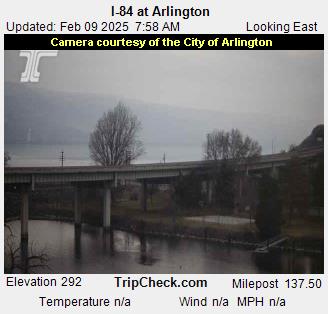 I-84 at Arlington
Updated: Feb 09 2025 7:58 AM Looking East
Camera courtesy of the City of Arlington
Elevation 292 TripCheck.com Milepost 137.50
Temperature n/a Wind n/a MPH n/a